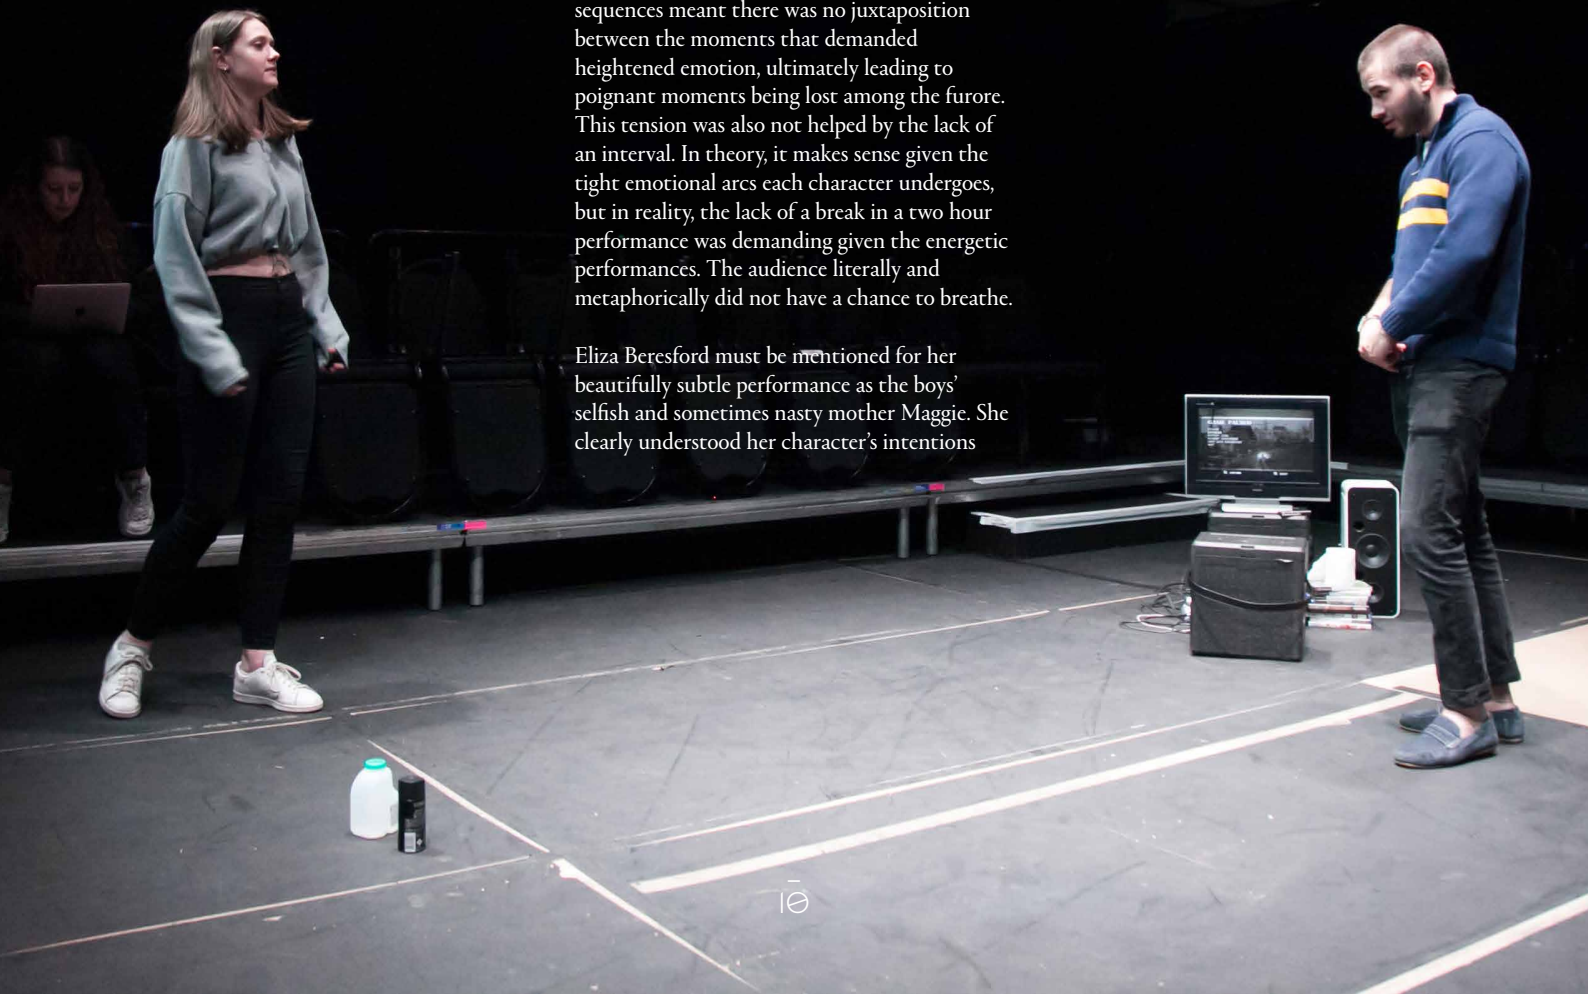 sequences meant there was no juxtaposition
between the moments that demanded
heightened emotion, ultimately leading to
poignant moments being lost among the furore.
This tension was also not helped by the lack of
an interval. In theory, it makes sense given the
tight emotional arcs each character undergoes,
but in reality, the lack of a break in a two hour
performance was demanding given the energetic
performances. The audience literally and
metaphorically did not have a chance to breathe.
Eliza Beresford must be mentioned for her
beautifully subtle performance as the boys’
selfish and sometimes nasty mother Maggie. She
clearly understood her character’s intentions
10